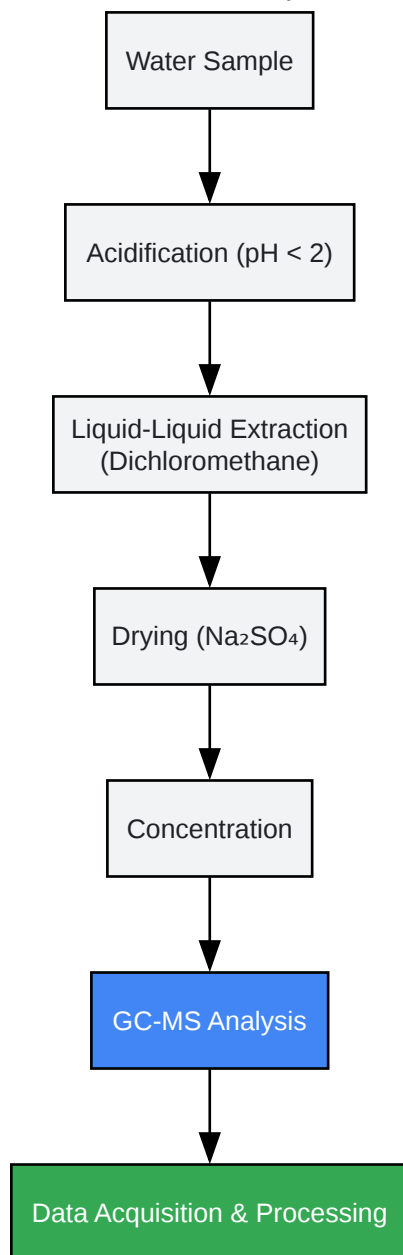 Water Sample
Acidification (pH < 2)
Liquid-Liquid Extraction
(Dichloromethane)
Drying (Na₂SO₄)
Concentration
GC-MS Analysis
Data Acquisition & Processing